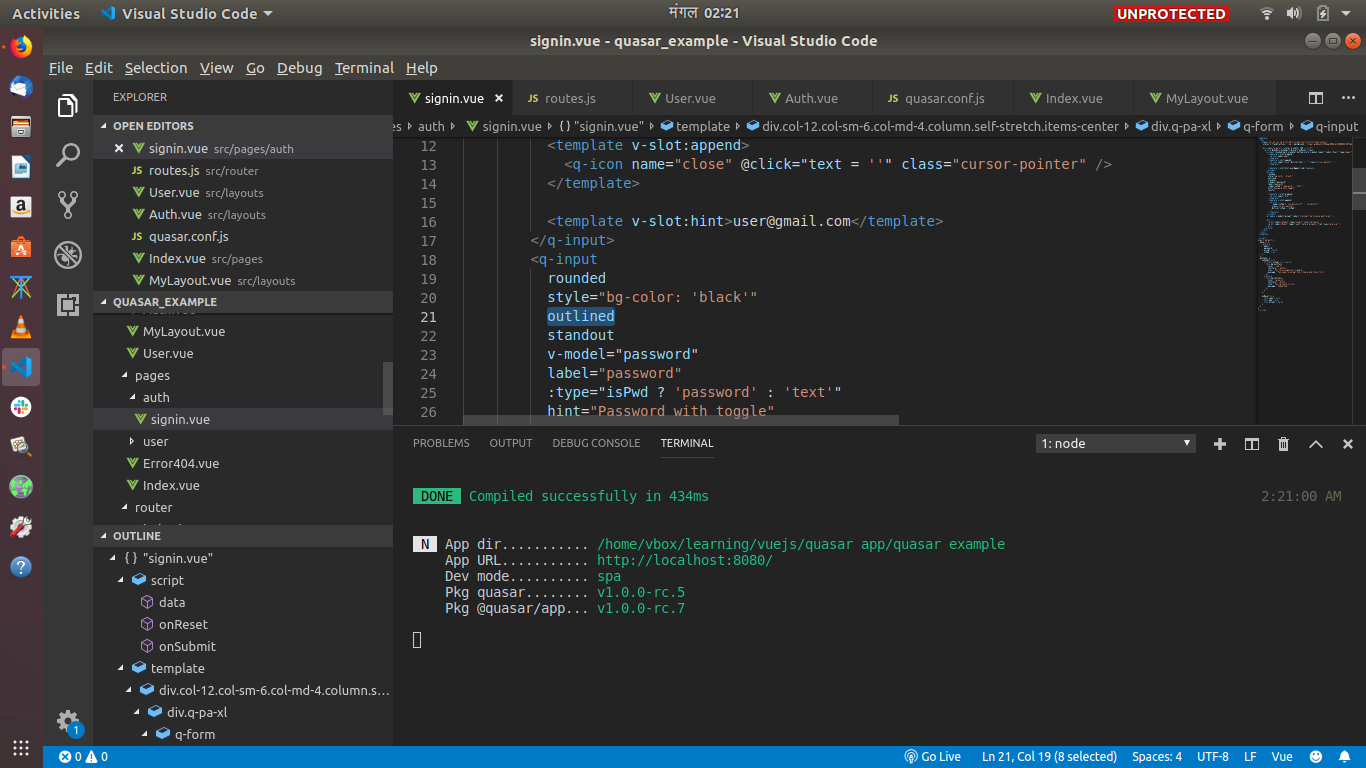 Activities Visual Studio Code मंगल 02:21 UNPROTECTED
signin.vue - quasar_example - Visual Studio Code
File Edit Selection View Go Debug Terminal Help
EXPLORER
OPEN EDITORS
signin.vue src/pages/auth
routes.js src/router
User.vue src/layouts
Auth.vue src/layouts
quasar.conf.js
Index.vue src/pages
MyLayout.vue src/layouts
QUASAR_EXAMPLE
MyLayout.vue
User.vue
pages
auth
signin.vue
user
Error404.vue
Index.vue
router
OUTLINE
{ } "signin.vue"
script
data
onReset
onSubmit
template
div.col-12.col-sm-6.col-md-4.column.s...
div.q-pa-xl
q-form
1
signin.vue JS routes.js User.vue Auth.vue JS quasar.conf.js Index.vue MyLayout.vue
es auth signin.vue { } "signin.vue" template div.col-12.col-sm-6.col-md-4.column.self-stretch.items-center div.q-pa-xl q-form q-input
12 <template v-slot:append>
13 <q-icon name="close" @click="text = ''" class="cursor-pointer" />
14 </template>
15
16 <template v-slot:hint>user@gmail.com</template>
17 </q-input>
18 <q-input
19 rounded
20 style="bg-color: 'black'"
21 outlined
22 standout
23 v-model="password"
24 label="password"
25 :type="isPwd ? 'password' : 'text'"
26 hint="Password with toggle"
PROBLEMS OUTPUT DEBUG CONSOLE TERMINAL 1: node
DONE Compiled successfully in 434ms 2:21:00 AM
N App dir........... /home/vbox/learning/vuejs/quasar app/quasar example
App URL........... http://localhost:8080/
Dev mode.......... spa
Pkg quasar........ v1.0.0-rc.5
Pkg @quasar/app... v1.0.0-rc.7
0 0 Go Live Ln 21, Col 19 (8 selected) Spaces: 4 UTF-8 LF Vue